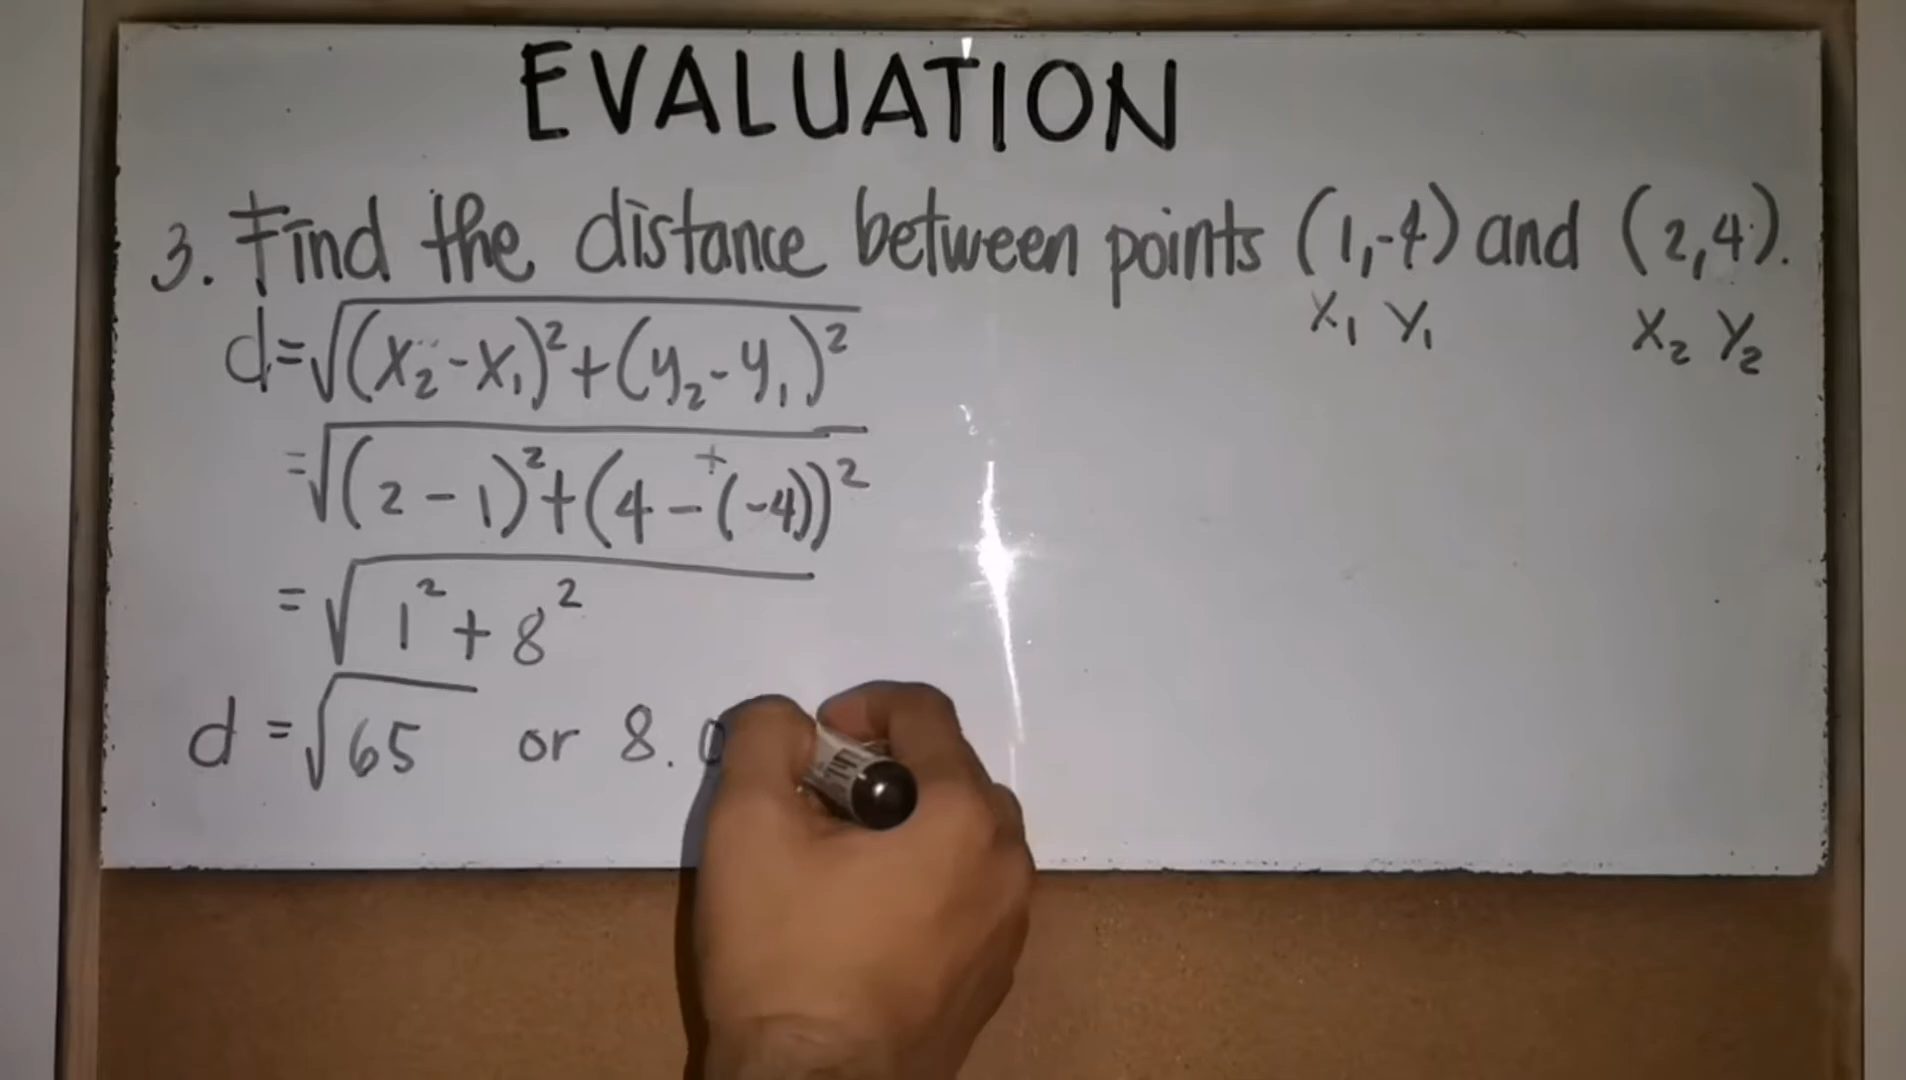 EVALUATION
3. Find the distance between points (1,-4) and (2,4).
x₁ y₁ x₂ y₂
d=√(x₂-x₁)²+(y₂-y₁)²
=√(2-1)²+(4-⁺(-4))²
=√1²+8²
d=√65 or 8.0